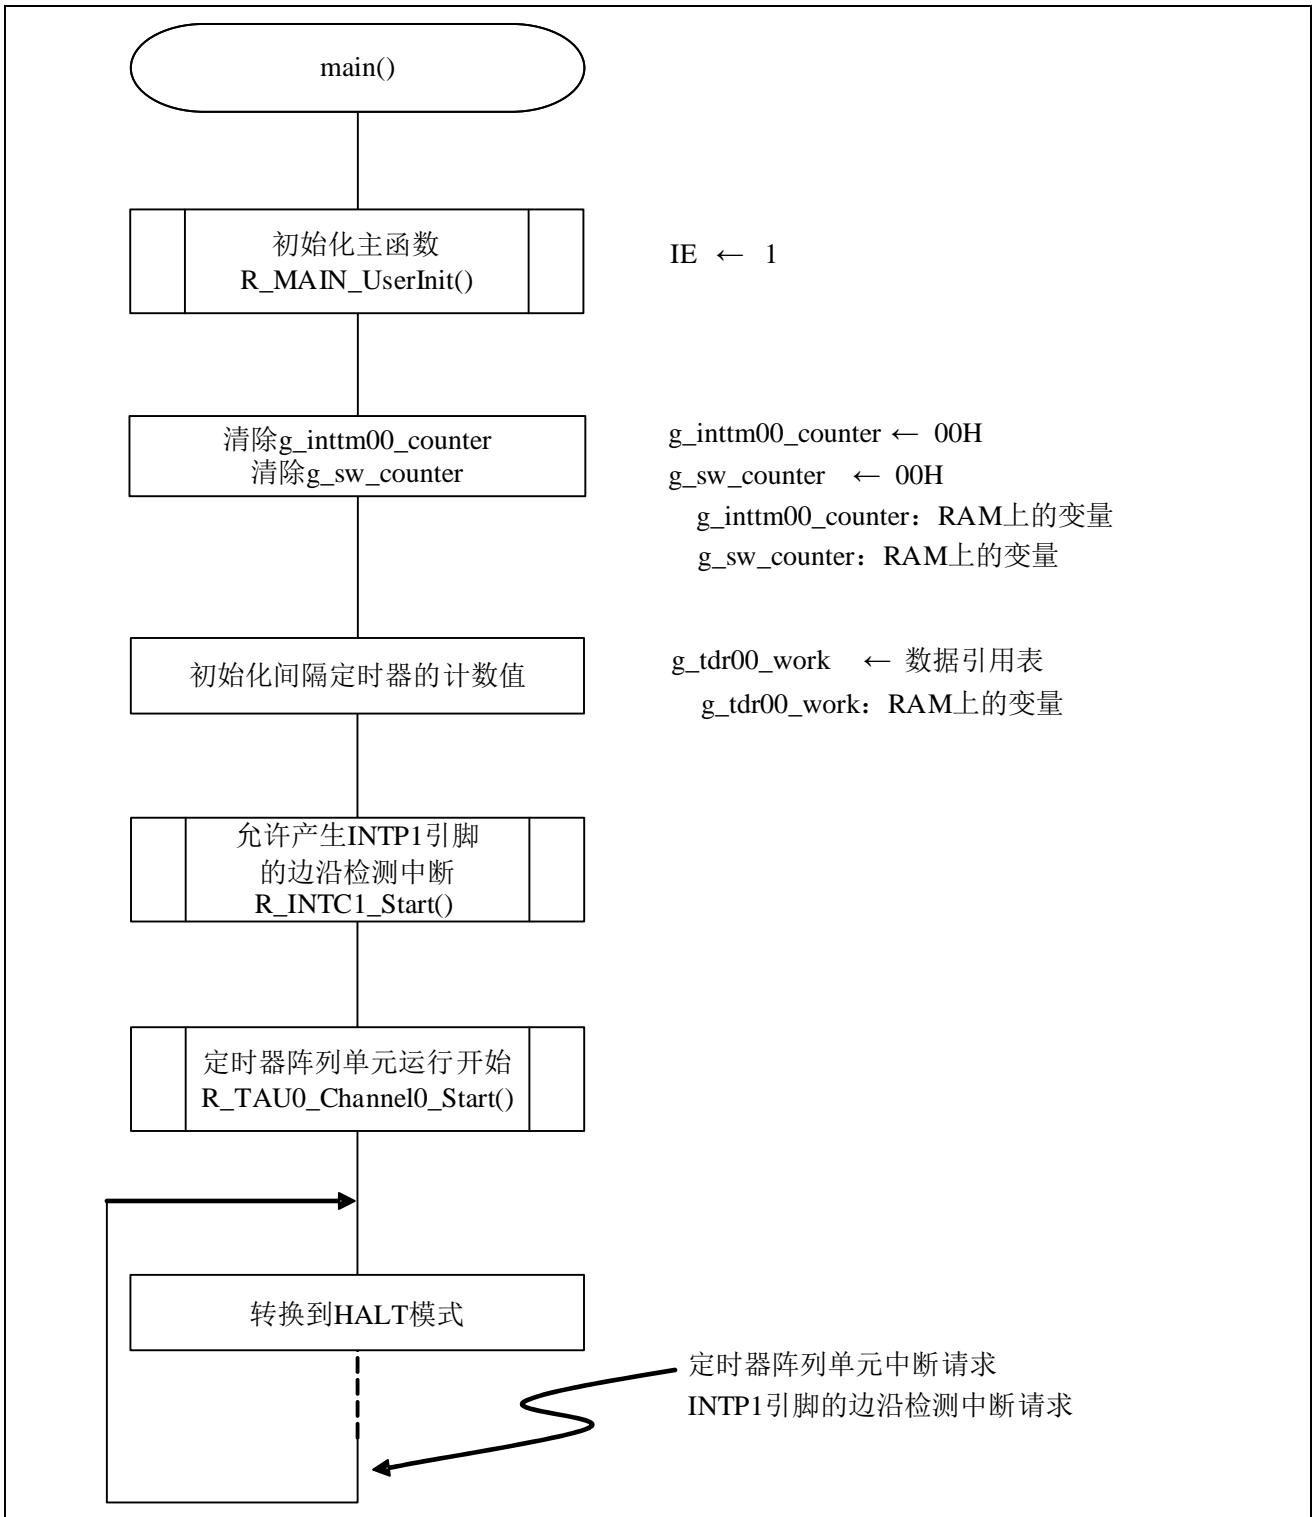 main()
初始化主函数
R_MAIN_UserInit()
IE ← 1
清除g_inttm00_counter
清除g_sw_counter
g_inttm00_counter ← 00H
g_sw_counter ← 00H
g_inttm00_counter：RAM上的变量
g_sw_counter：RAM上的变量
初始化间隔定时器的计数值
g_tdr00_work ← 数据引用表
g_tdr00_work：RAM上的变量
允许产生INTP1引脚
的边沿检测中断
R_INTC1_Start()
定时器阵列单元运行开始
R_TAU0_Channel0_Start()
转换到HALT模式
定时器阵列单元中断请求
INTP1引脚的边沿检测中断请求